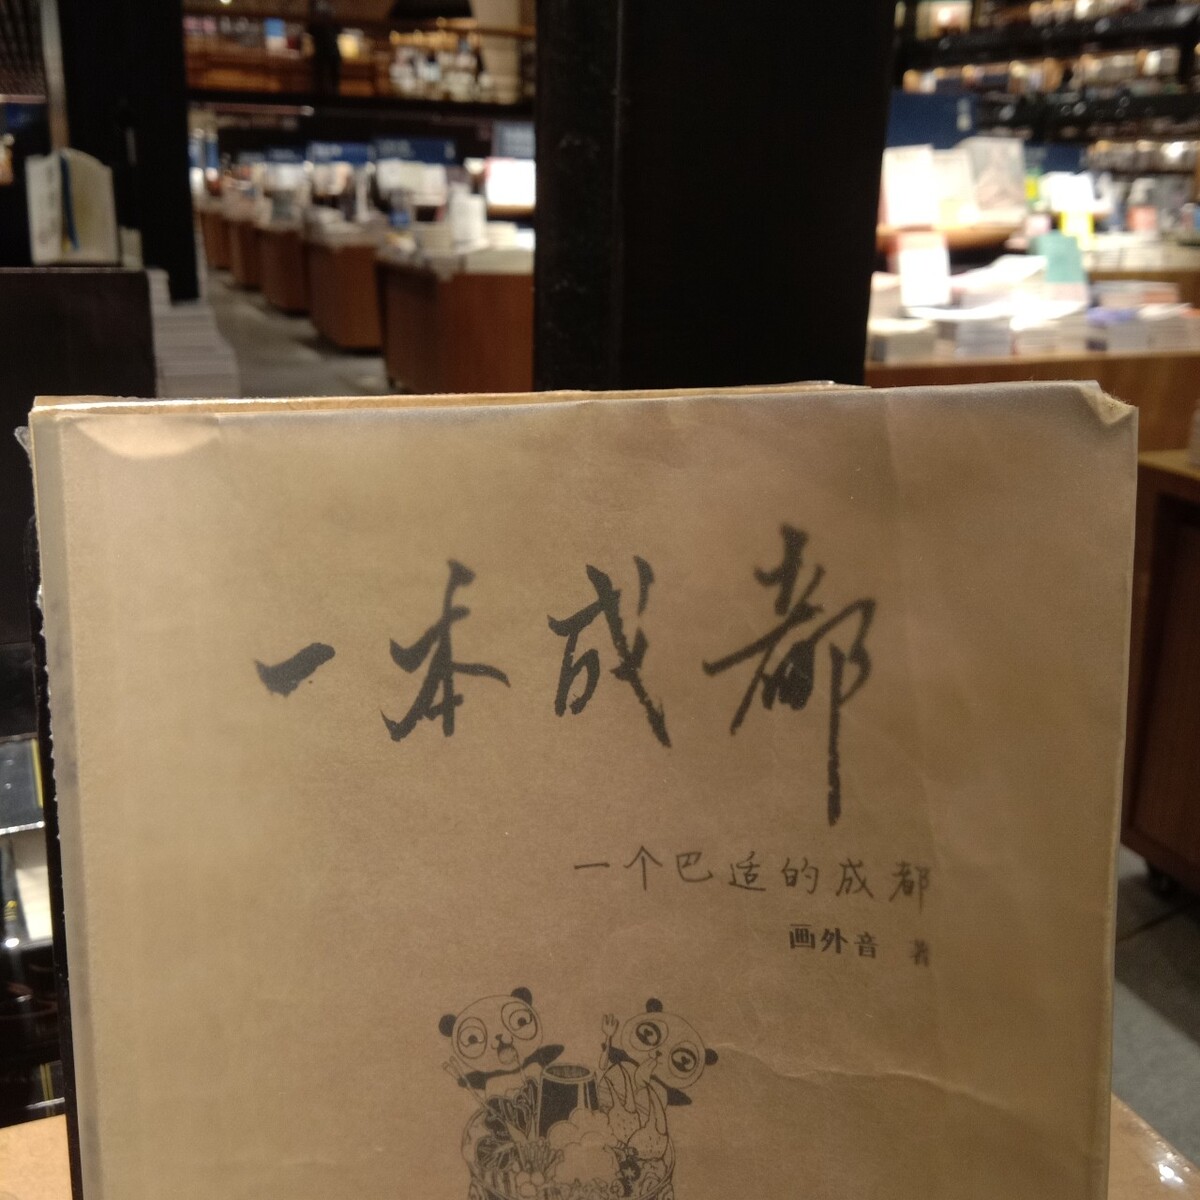 一本成都
一个巴适的成都
画外音 著